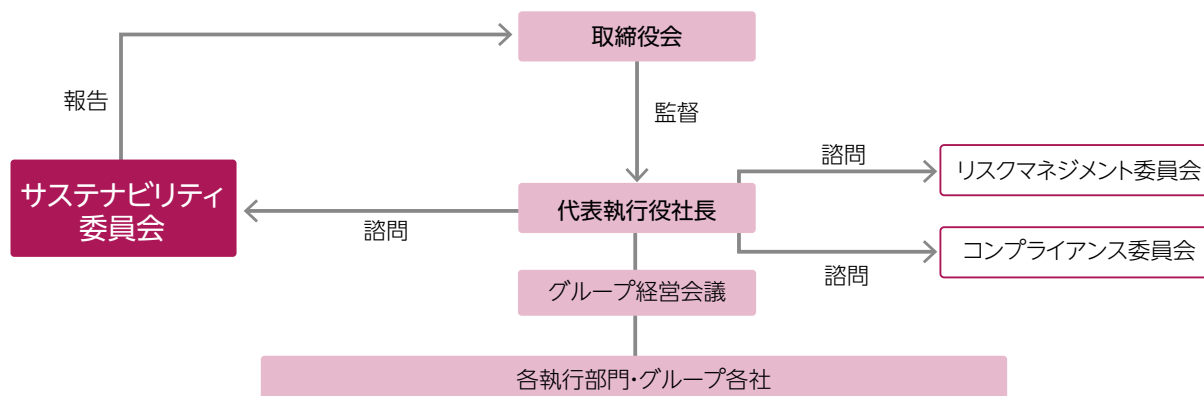 取締役会
報告
監督
諮問
リスクマネジメント委員会
サステナビリティ
委員会
代表執行役社長
諮問
コンプライアンス委員会
諮問
グループ経営会議
各執行部門・グループ各社